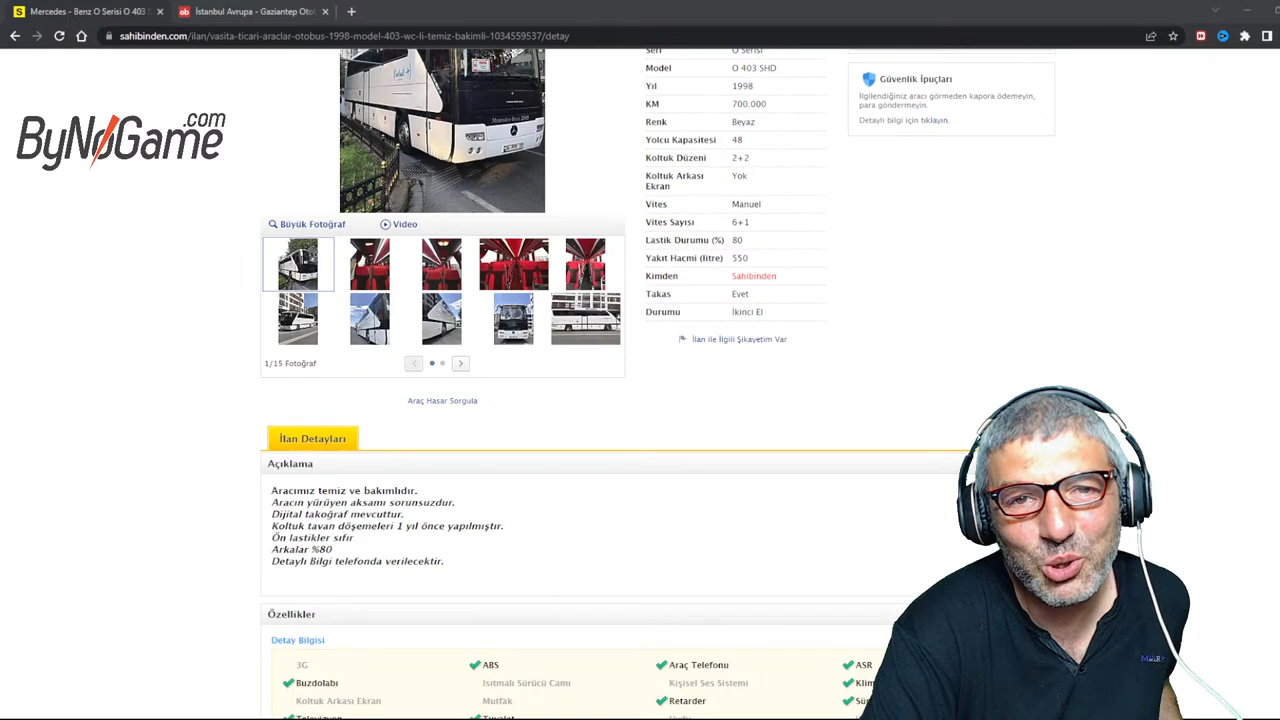 Mercedes - Benz O Serisi O 403 S
İstanbul Avrupa - Gaziantep Oto
sahibinden.com/ilan/vasita-ticari-araclar-otobus-1998-model-403-wc-li-temiz-bakimli-1034559537/detay
ByNoGame.com
Seri O Serisi
Model O 403 SHD
Yıl 1998
KM 700.000
Renk Beyaz
Yolcu Kapasitesi 48
Koltuk Düzeni 2+2
Koltuk Arkası Yok
Ekran
Vites Manuel
Vites Sayısı 6+1
Lastik Durumu (%) 80
Yakıt Hacmi (litre) 550
Kimden Sahibinden
Takas Evet
Durumu İkinci El
İlan ile İlgili Şikayetim Var
Güvenlik İpuçları
İlgilendiğiniz aracı görmeden kapora ödemeyin,
para göndermeyin.
Detaylı bilgi için tıklayın.
Büyük Fotoğraf Video
1/15 Fotoğraf
Araç Hasar Sorgula
İlan Detayları
Açıklama
Aracımız temiz ve bakımlıdır.
Aracın yürüyen aksamı sorunsuzdur.
Dijital takoğraf mevcuttur.
Koltuk tavan döşemeleri 1 yıl önce yapılmıştır.
Ön lastikler sıfır
Arkalar %80
Detaylı Bilgi telefonda verilecektir.
Özellikler
Detay Bilgisi
3G ABS Araç Telefonu ASR
Buzdolabı Isıtmalı Sürücü Camı Kişisel Ses Sistemi Klim
Koltuk Arkası Ekran Mutfak Retarder Sür
Televizyon Tuvalet